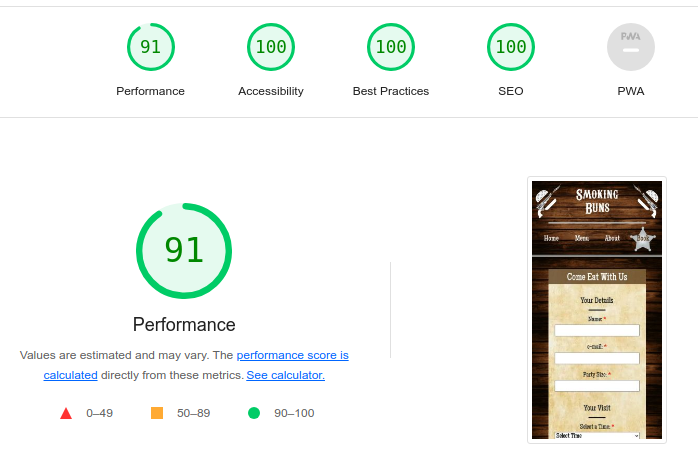 91
100
100
100
PWA
Performance
Accessibility
Best Practices
SEO
PWA
91
Performance
Values are estimated and may vary. The performance score is
calculated directly from these metrics. See calculator.
0–49
50–89
90–100
Smoking
Buns
Home
Menu
About
Book
Come Eat With Us
Your Details
Name: *
e-mail: *
Party Size: *
Your Visit
Select a Time: *
Select Time